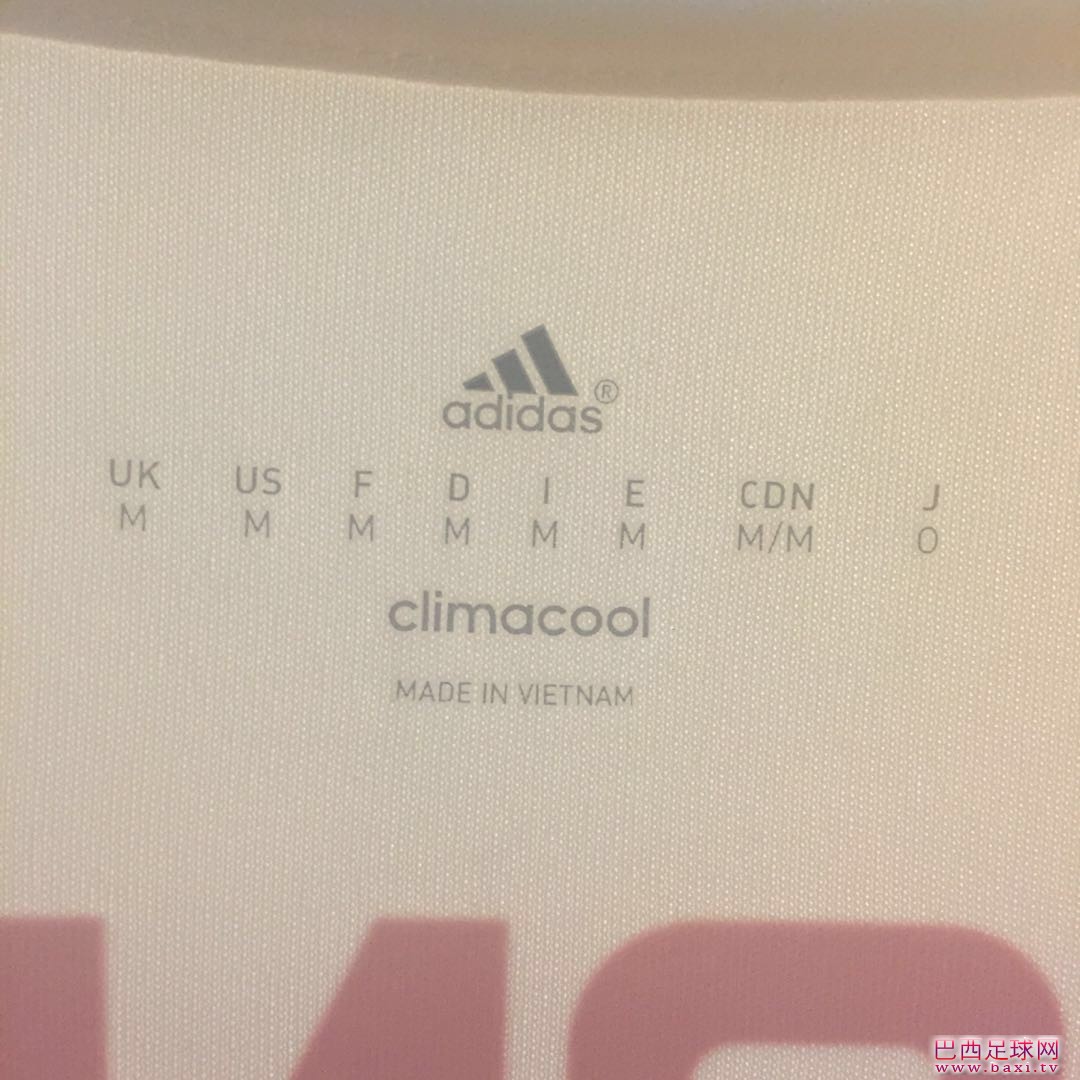 adidas®
UK US F D I E CDN J
M M M M M M M/M O
climacool
MADE IN VIETNAM
巴西足球网
www.baxi.tv